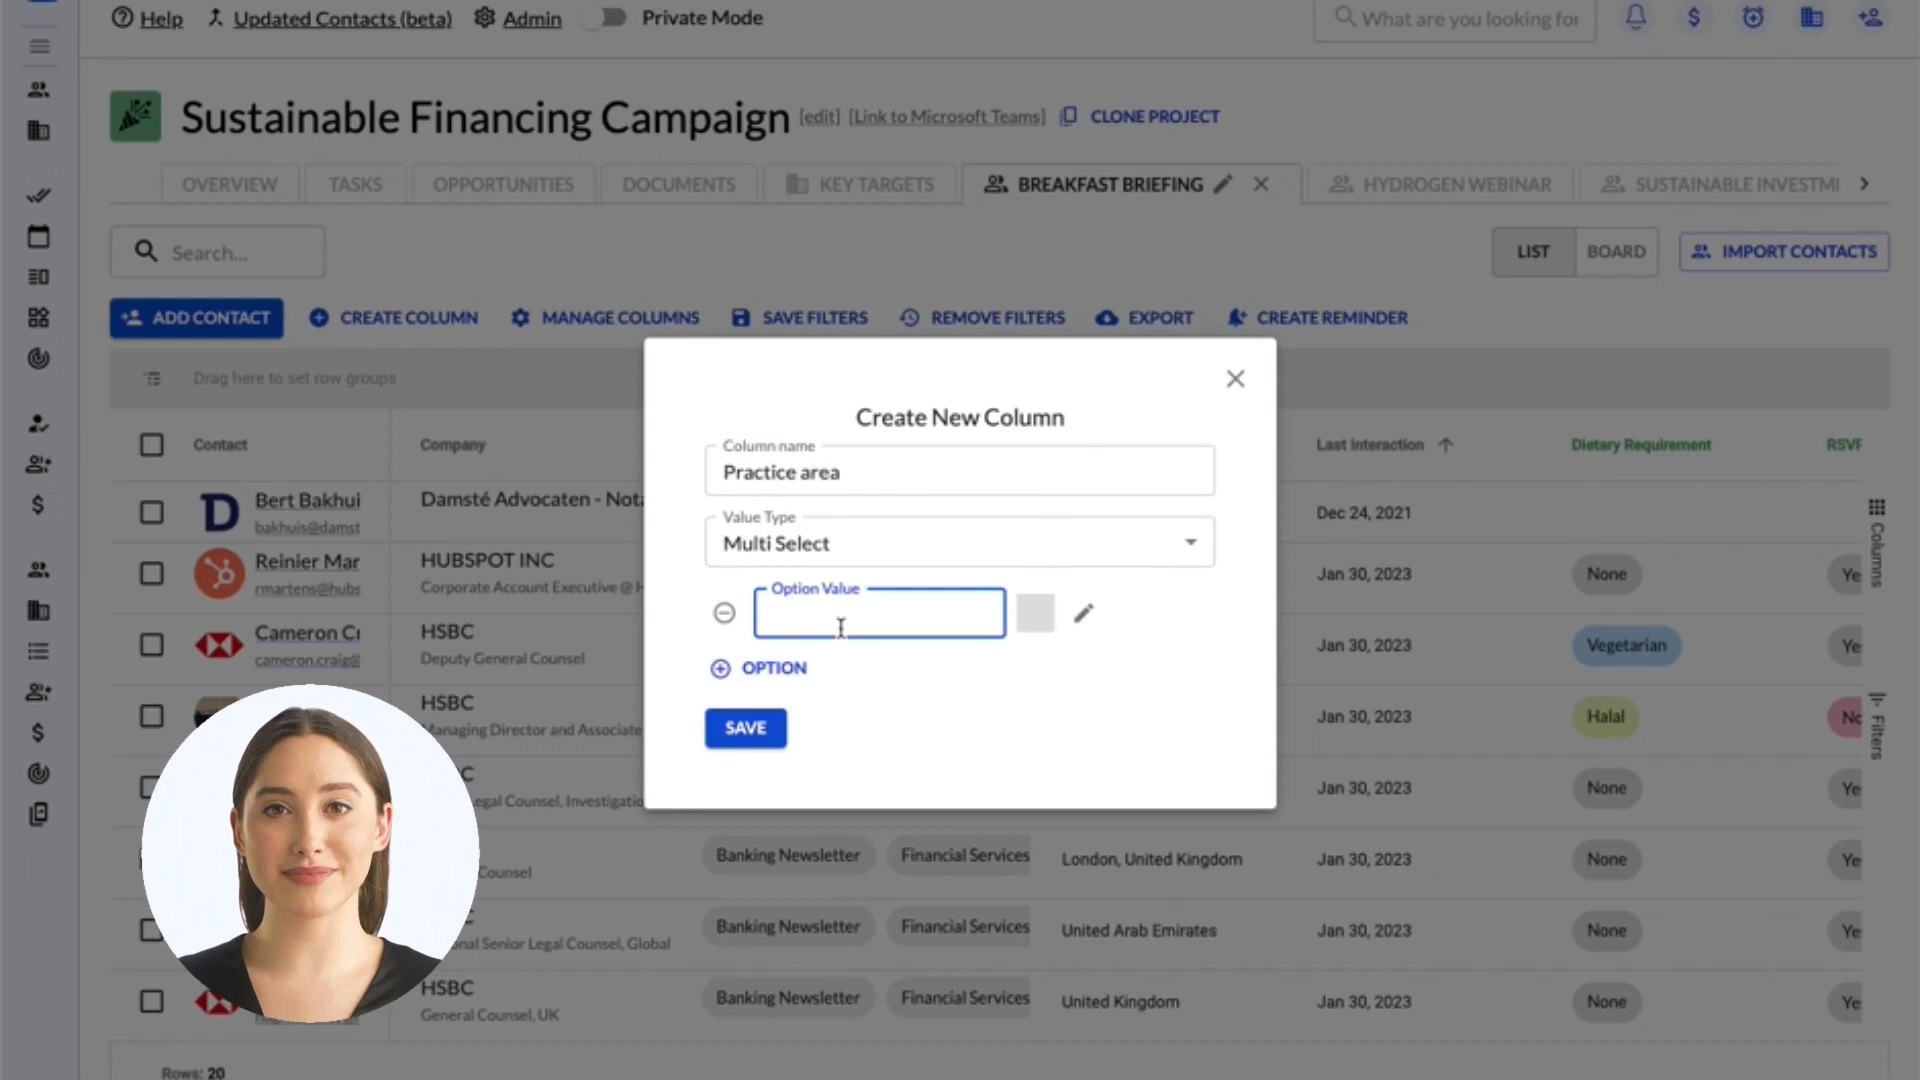 Help Updated Contacts (beta) Admin Private Mode What are you looking for
Sustainable Financing Campaign [edit] [Link to Microsoft Teams] CLONE PROJECT
OVERVIEW TASKS OPPORTUNITIES DOCUMENTS KEY TARGETS BREAKFAST BRIEFING HYDROGEN WEBINAR SUSTAINABLE INVESTMI
Search... LIST BOARD IMPORT CONTACTS
ADD CONTACT CREATE COLUMN MANAGE COLUMNS SAVE FILTERS REMOVE FILTERS EXPORT CREATE REMINDER
Drag here to set row groups
Create New Column
Column name
Practice area
Value Type
Multi Select
Option Value
OPTION
SAVE
Contact Company Last Interaction Dietary Requirement RSVP
Bert Bakhui Damsté Advocaten - Nota Dec 24, 2021
bakhuis@damst
Reinier Mar HUBSPOT INC Jan 30, 2023 None Ye
rmartens@hubs Corporate Account Executive @ H
Cameron Cr HSBC Jan 30, 2023 Vegetarian Ye
cameron.craig@ Deputy General Counsel
HSBC Jan 30, 2023 Halal No
Managing Director and Associate
C Jan 30, 2023 None Ye
egal Counsel, Investigatio
Banking Newsletter Financial Services London, United Kingdom Jan 30, 2023 None Ye
Counsel
Banking Newsletter Financial Services United Arab Emirates Jan 30, 2023 None Ye
onal Senior Legal Counsel, Global
HSBC Banking Newsletter Financial Services United Kingdom Jan 30, 2023 None Ye
General Counsel, UK
Rows: 20
Columns
Filters